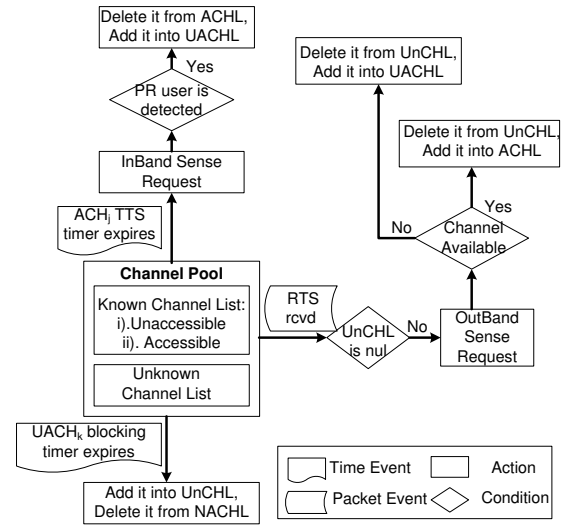 Delete it from ACHL,
Add it into UACHL
Yes
PR user is
detected
InBand Sense
Request
ACHj TTS
timer expires
Channel Pool
Known Channel List:
i).Unaccessible
ii). Accessible
Unknown
Channel List
UACHk blocking
timer expires
Add it into UnCHL,
Delete it from NACHL
RTS
rcvd
UnCHL
is nul
No
OutBand
Sense
Request
Channel
Available
No
Yes
Delete it from UnCHL,
Add it into UACHL
Delete it from UnCHL,
Add it into ACHL
Time Event
Action
Packet Event
Condition